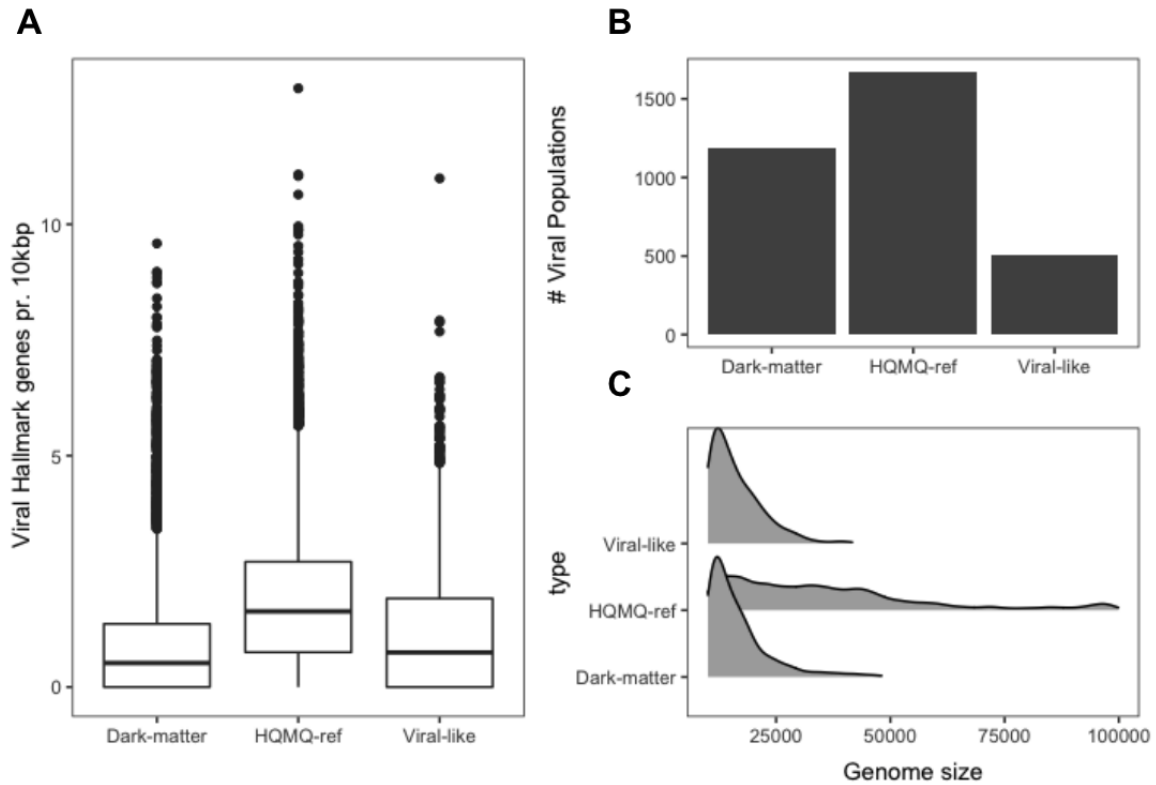 A
Viral Hallmark genes pr. 10kbp
10
5
0
Dark-matter HQMQ-ref Viral-like
B
# Viral Populations
1500
1000
500
0
Dark-matter HQMQ-ref Viral-like
C
type
Viral-like
HQMQ-ref
Dark-matter
25000 50000 75000 100000
Genome size